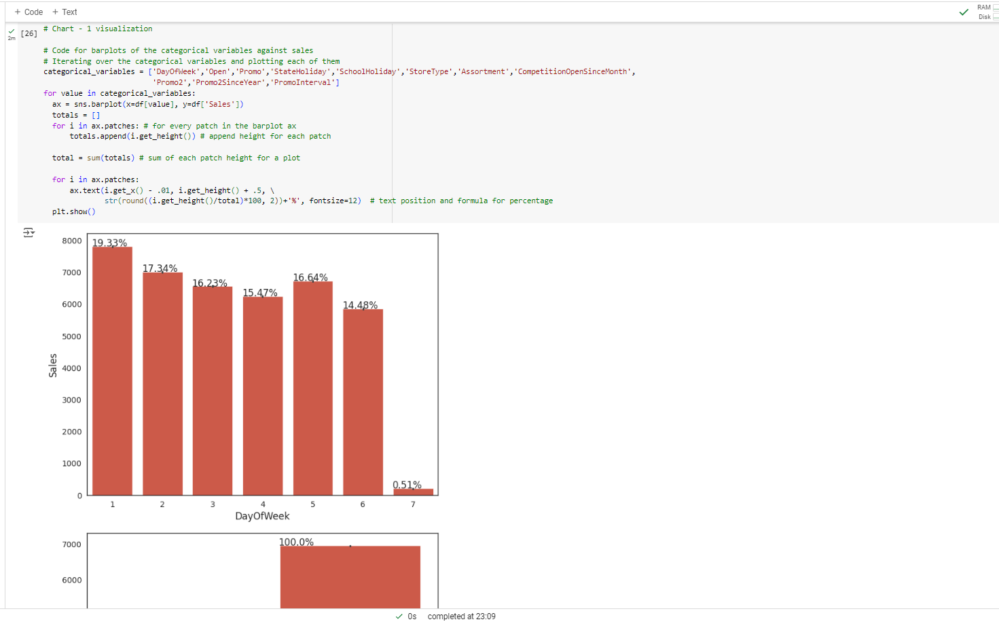 + Code + Text
RAM
Disk
[26]
2m
# Chart - 1 visualization
# Code for barplots of the categorical variables against sales
# Iterating over the categorical variables and plotting each of them
categorical_variables = ['DayOfWeek','Open','Promo','StateHoliday','SchoolHoliday','StoreType','Assortment','CompetitionOpenSinceMonth',
'Promo2','Promo2SinceYear','PromoInterval']
for value in categorical_variables:
ax = sns.barplot(x=df[value], y=df['Sales'])
totals = []
for i in ax.patches: # for every patch in the barplot ax
totals.append(i.get_height()) # append height for each patch
total = sum(totals) # sum of each patch height for a plot
for i in ax.patches:
ax.text(i.get_x() - .01, i.get_height() + .5, \
str(round((i.get_height()/total)*100, 2))+'%', fontsize=12) # text position and formula for percentage
plt.show()
8000
7000
6000
5000
4000
3000
2000
1000
0
Sales
19.33%
17.34%
16.23%
15.47%
16.64%
14.48%
0.51%
1 2 3 4 5 6 7
DayOfWeek
7000
6000
100.0%
0s completed at 23:09